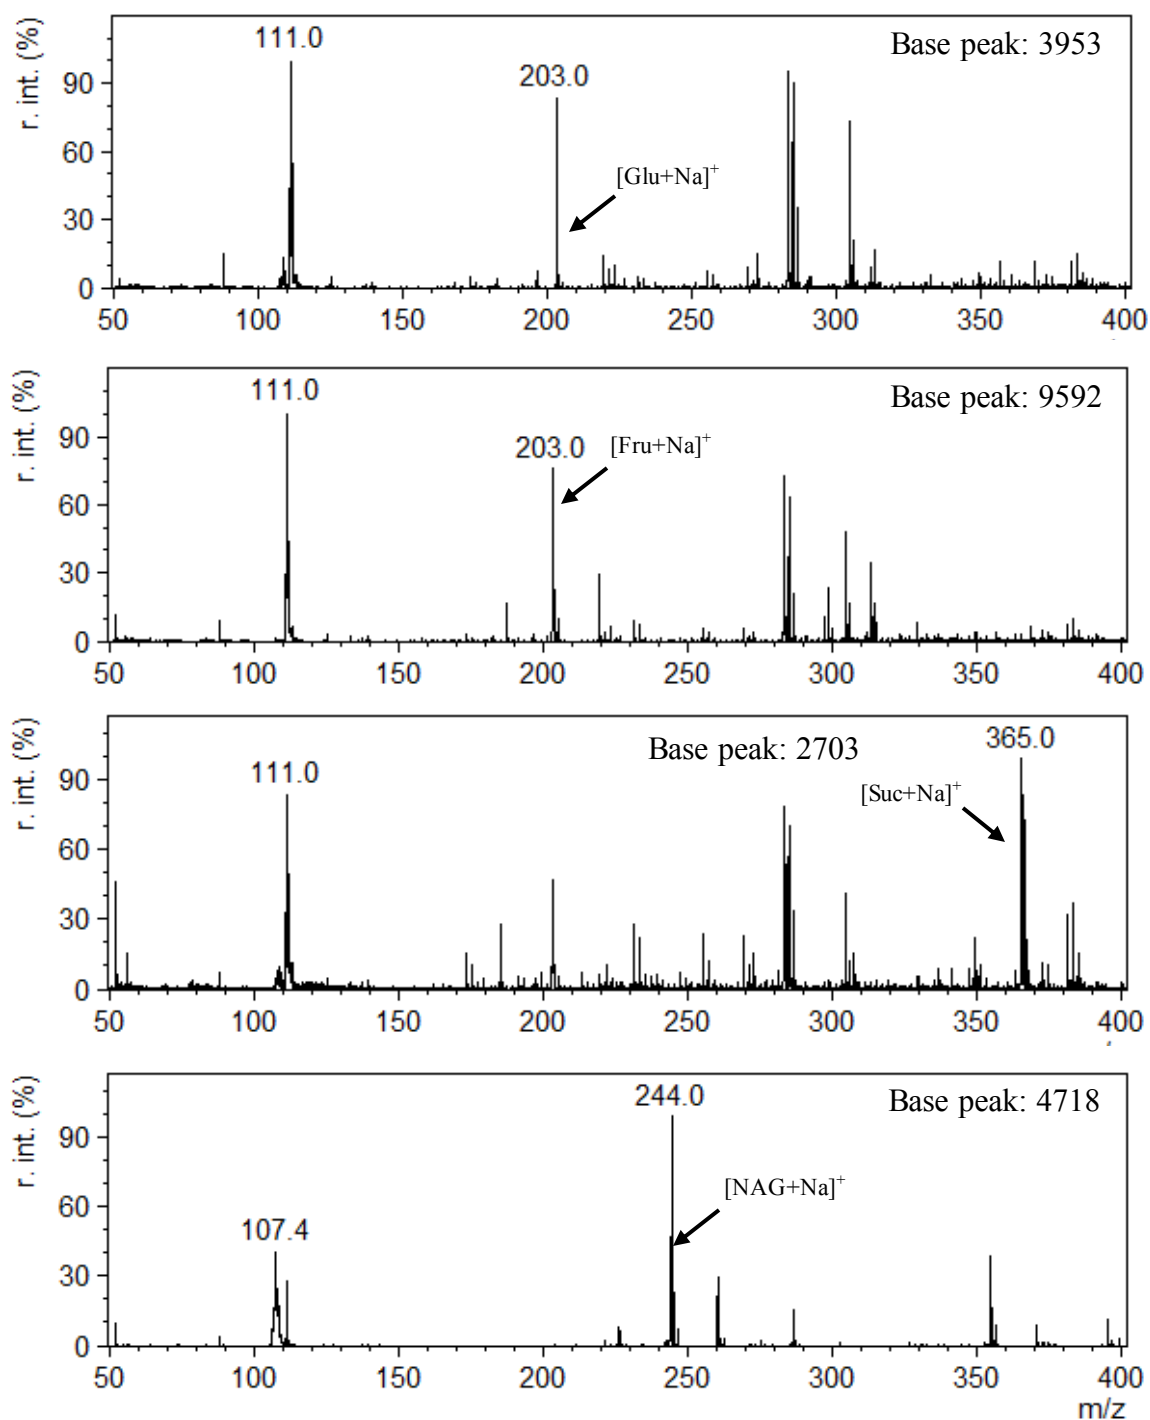 r. int. (%)
111.0
Base peak: 3953
90
203.0
60
[Glu+Na]+
30
0
50 100 150 200 250 300 350 400
r. int. (%)
111.0
Base peak: 9592
90
203.0
[Fru+Na]+
60
30
0
50 100 150 200 250 300 350 400
r. int. (%)
Base peak: 2703
365.0
111.0
90
[Suc+Na]+
60
30
0
50 100 150 200 250 300 350 400
r. int. (%)
244.0
Base peak: 4718
90
[NAG+Na]+
60
107.4
30
0
50 100 150 200 250 300 350 400
m/z